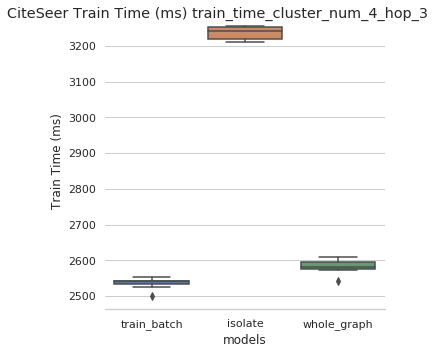 CiteSeer Train Time (ms) train_time_cluster_num_4_hop_3
3200
3100
3000
2900
2800
2700
2600
2500
Train Time (ms)
train_batch isolate whole_graph
models